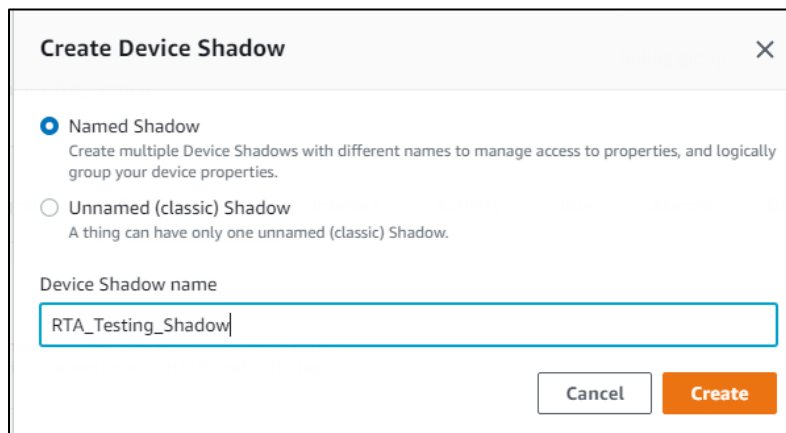 Create Device Shadow
Named Shadow
Create multiple Device Shadows with different names to manage access to properties, and logically
group your device properties.
Unnamed (classic) Shadow
A thing can have only one unnamed (classic) Shadow.
Device Shadow name
RTA_Testing_Shadow
Cancel Create